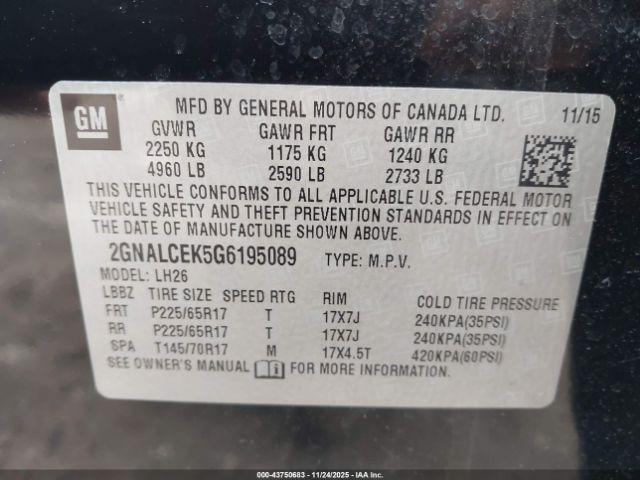 GM
MFD BY GENERAL MOTORS OF CANADA LTD. 11/15
GVWR GAWR FRT GAWR RR
2250 KG 1175 KG 1240 KG
4960 LB 2590 LB 2733 LB
THIS VEHICLE CONFORMS TO ALL APPLICABLE U.S. FEDERAL MOTOR
VEHICLE SAFETY AND THEFT PREVENTION STANDARDS IN EFFECT ON
THE DATE OF MANUFACTURE SHOWN ABOVE.
2GNALCEK5G6195089 TYPE: M.P.V.
MODEL: LH26
LBBZ TIRE SIZE SPEED RTG RIM COLD TIRE PRESSURE
FRT P225/65R17 T 17X7J 240KPA(35PSI)
RR P225/65R17 T 17X7J 240KPA(35PSI)
SPA T145/70R17 M 17X4.5T 420KPA(60PSI)
SEE OWNER'S MANUAL FOR MORE INFORMATION.
000-43750683 - 11/24/2025 - IAAI.COM